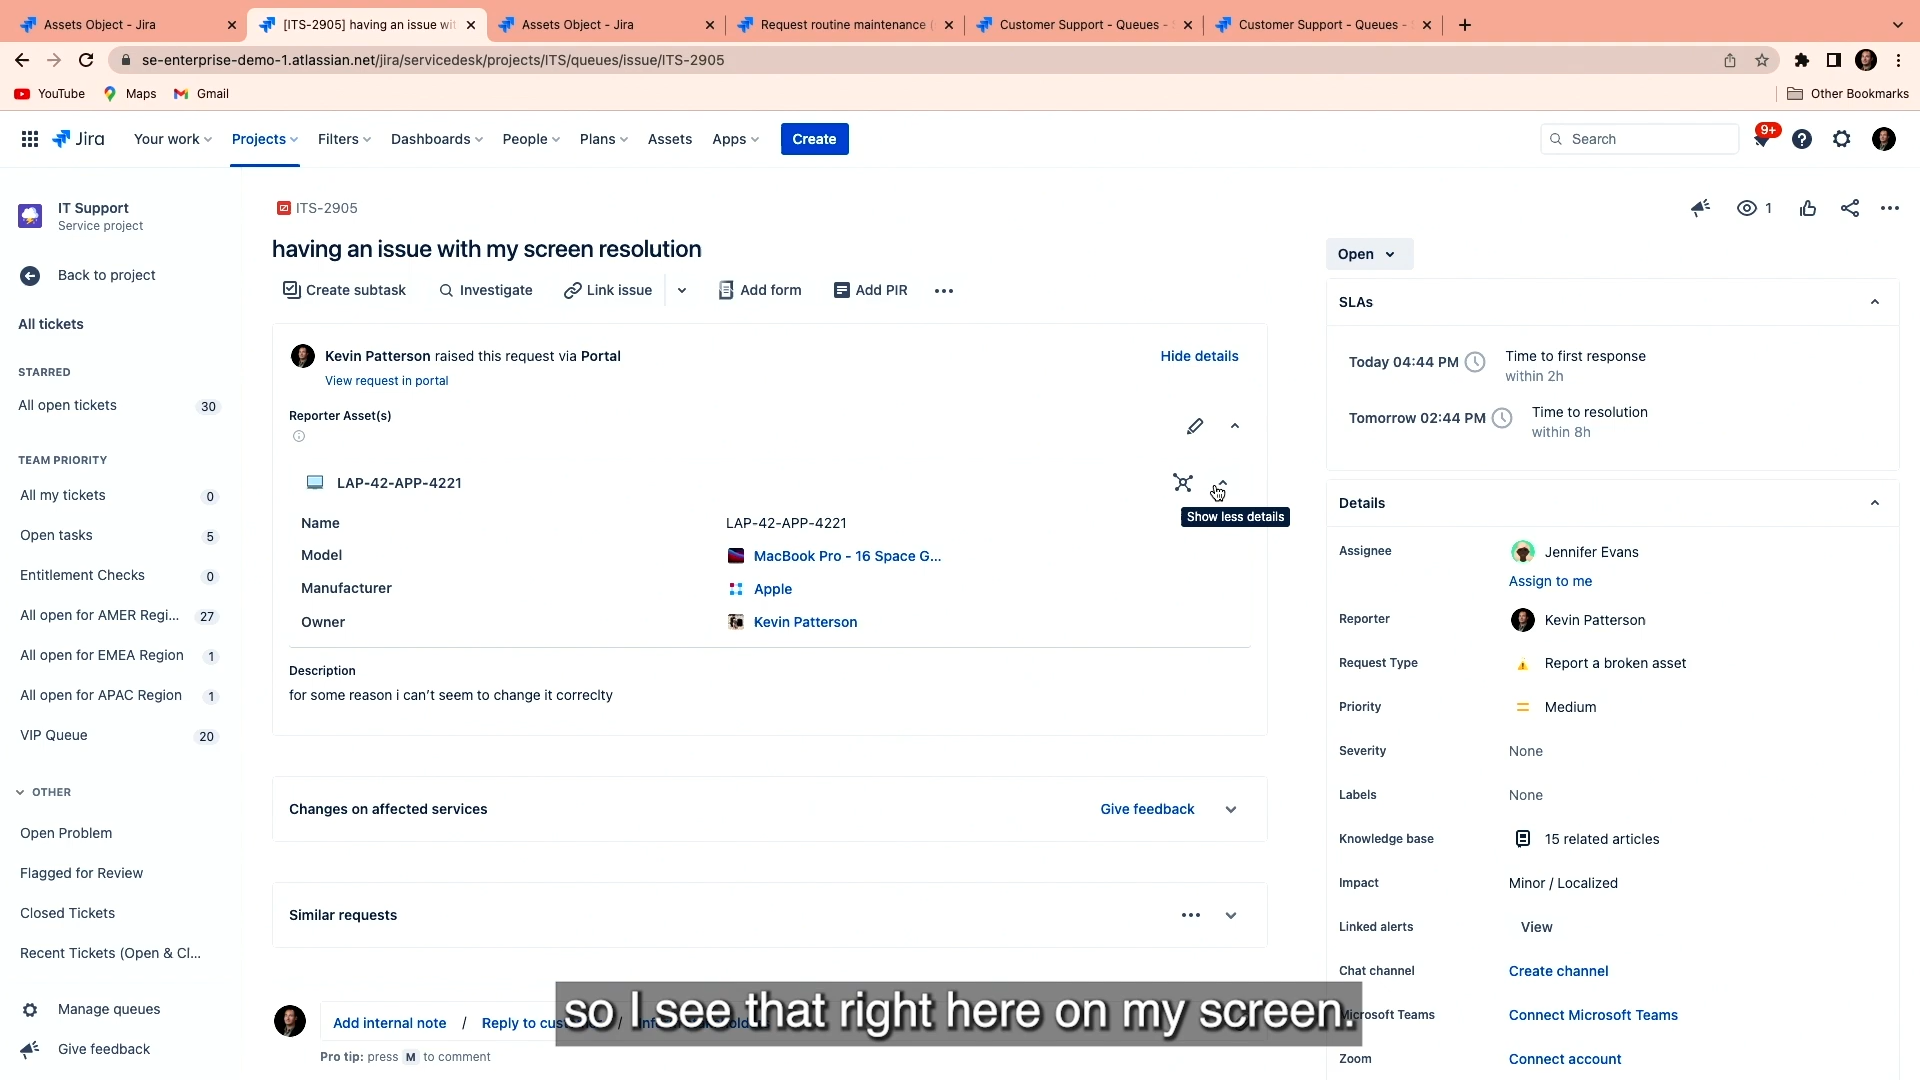 Assets Object - Jira
[ITS-2905] having an issue wit
Assets Object - Jira
Request routine maintenance
Customer Support - Queues -
Customer Support - Queues -
se-enterprise-demo-1.atlassian.net/jira/servicedesk/projects/ITS/queues/issue/ITS-2905
YouTube Maps Gmail
Other Bookmarks
Jira Your work Projects Filters Dashboards People Plans Assets Apps Create
Search
9+
IT Support
Service project
Back to project
All tickets
STARRED
All open tickets 30
TEAM PRIORITY
All my tickets 0
Open tasks 5
Entitlement Checks 0
All open for AMER Regi... 27
All open for EMEA Region 1
All open for APAC Region 1
VIP Queue 20
OTHER
Open Problem
Flagged for Review
Closed Tickets
Recent Tickets (Open & Cl...
Manage queues
Give feedback
ITS-2905
having an issue with my screen resolution
Create subtask Investigate Link issue Add form Add PIR
Kevin Patterson raised this request via Portal
Hide details
View request in portal
Reporter Asset(s)
LAP-42-APP-4221
Show less details
Name LAP-42-APP-4221
Model MacBook Pro - 16 Space G...
Manufacturer Apple
Owner Kevin Patterson
Description
for some reason i can't seem to change it correclty
Changes on affected services
Give feedback
Similar requests
Add internal note / Reply to cus /
Pro tip: press M to comment
so I see that right here on my screen.
1
Open
SLAs
Today 04:44 PM Time to first response
within 2h
Tomorrow 02:44 PM Time to resolution
within 8h
Details
Assignee Jennifer Evans
Assign to me
Reporter Kevin Patterson
Request Type Report a broken asset
Priority Medium
Severity None
Labels None
Knowledge base 15 related articles
Impact Minor / Localized
Linked alerts View
Chat channel Create channel
Microsoft Teams Connect Microsoft Teams
Zoom Connect account